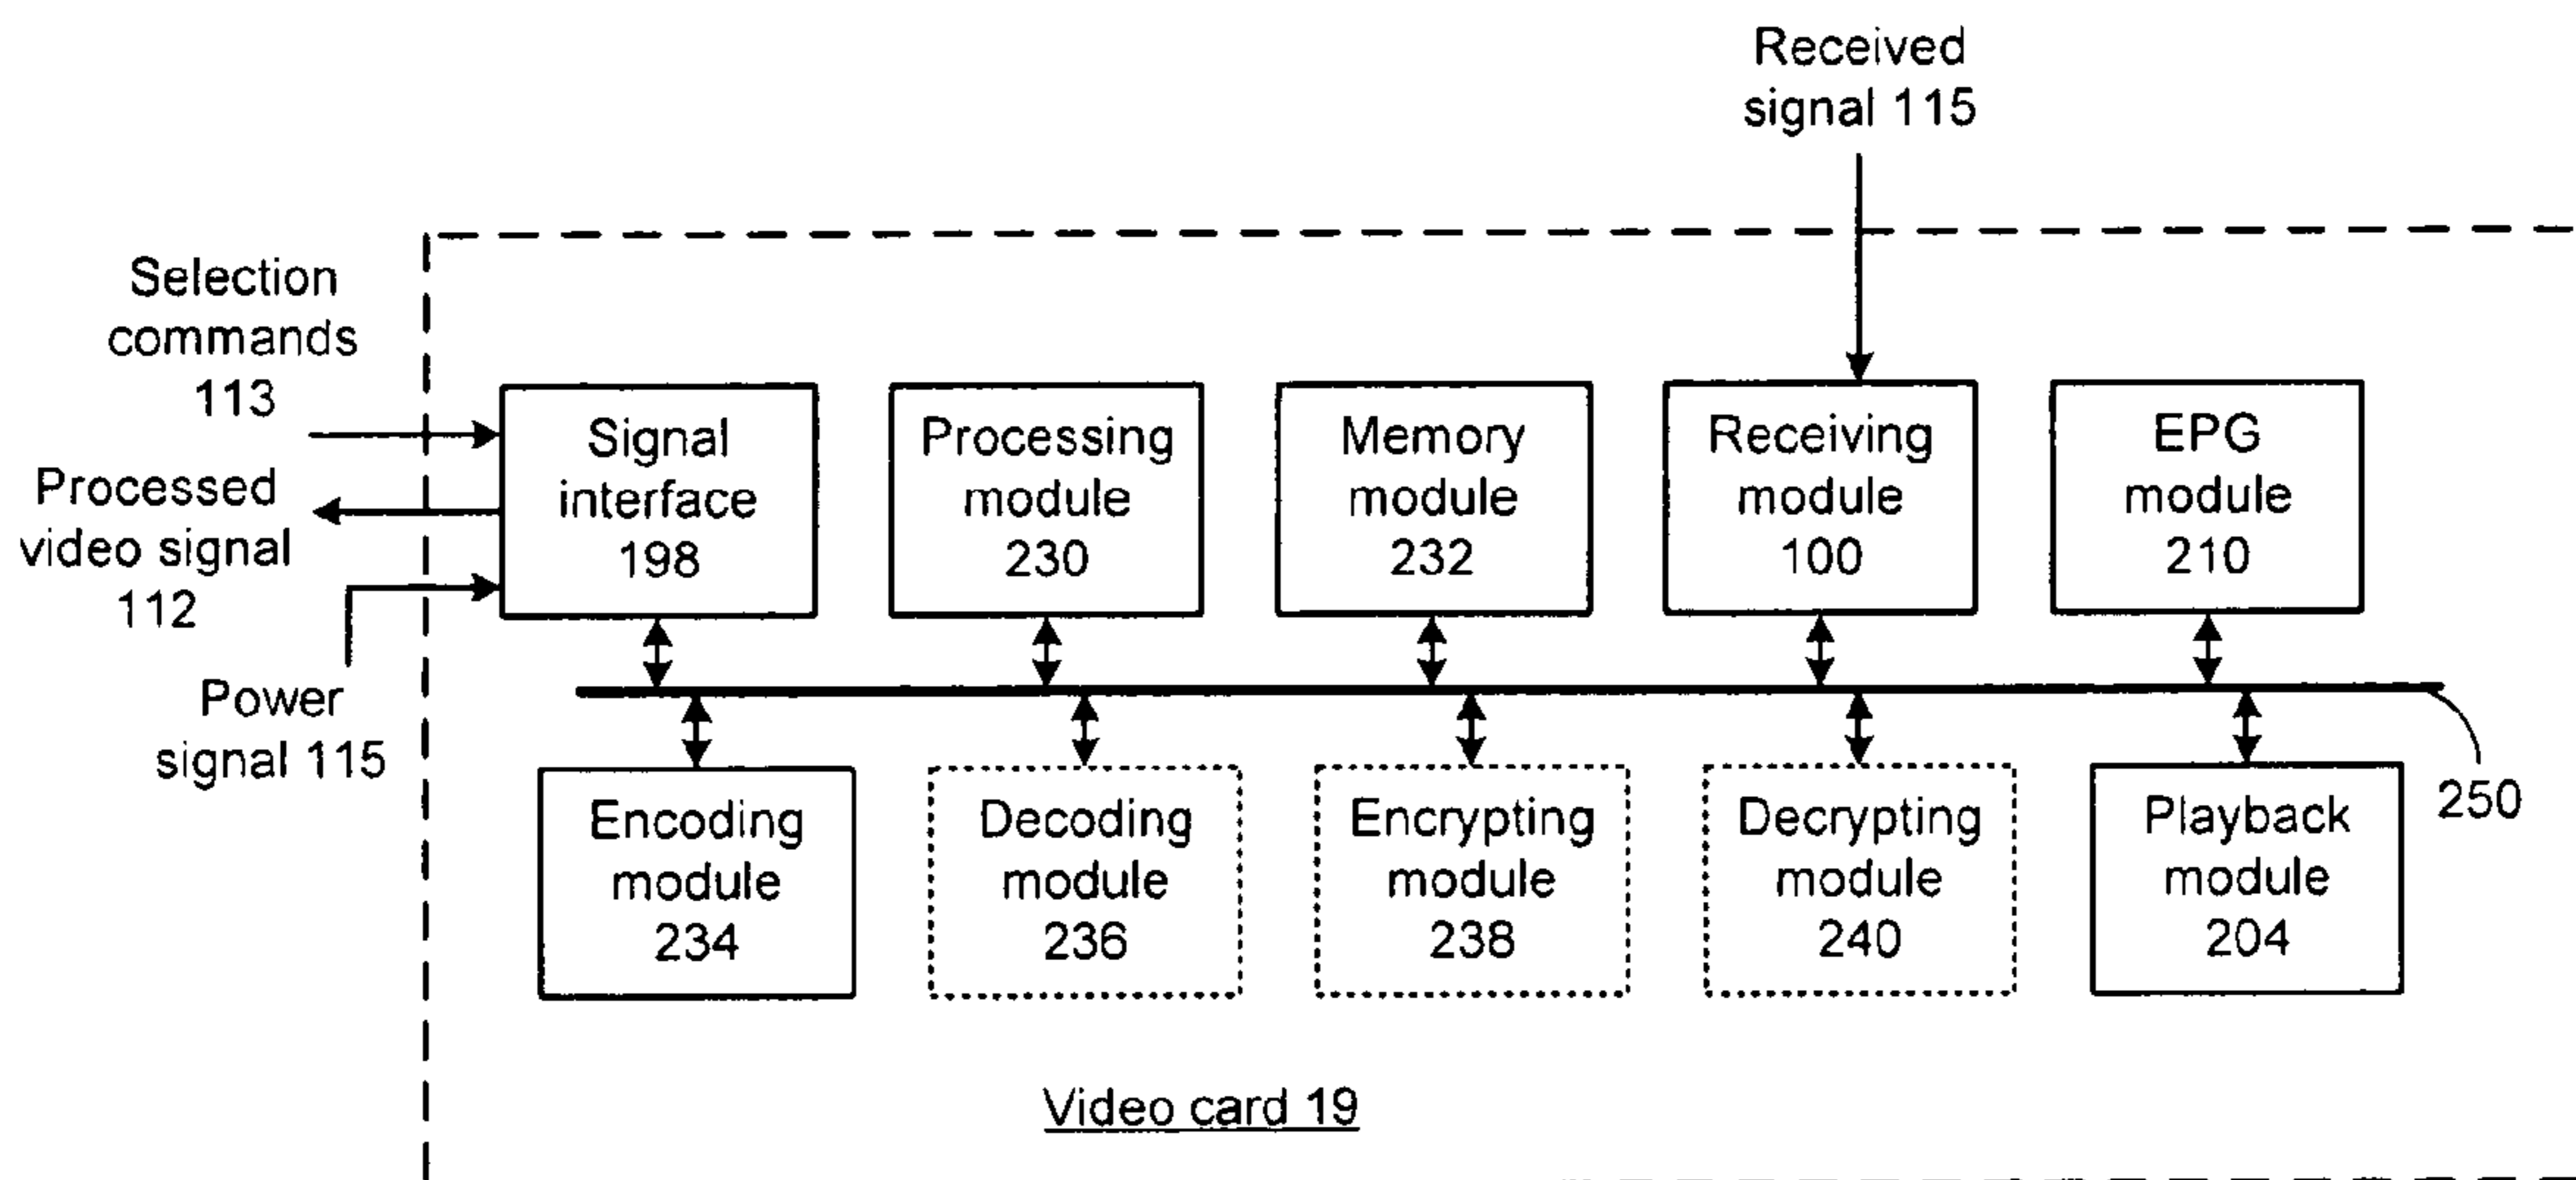 Received
signal 115
Selection
commands
113
Processed
video signal
112
Power
signal 115
Signal
interface
198
Processing
module
230
Memory
module
232
Receiving
module
100
EPG
module
210
Encoding
module
234
Decoding
module
236
Encrypting
module
238
Decrypting
module
240
Playback
module
204
250
Video card 19